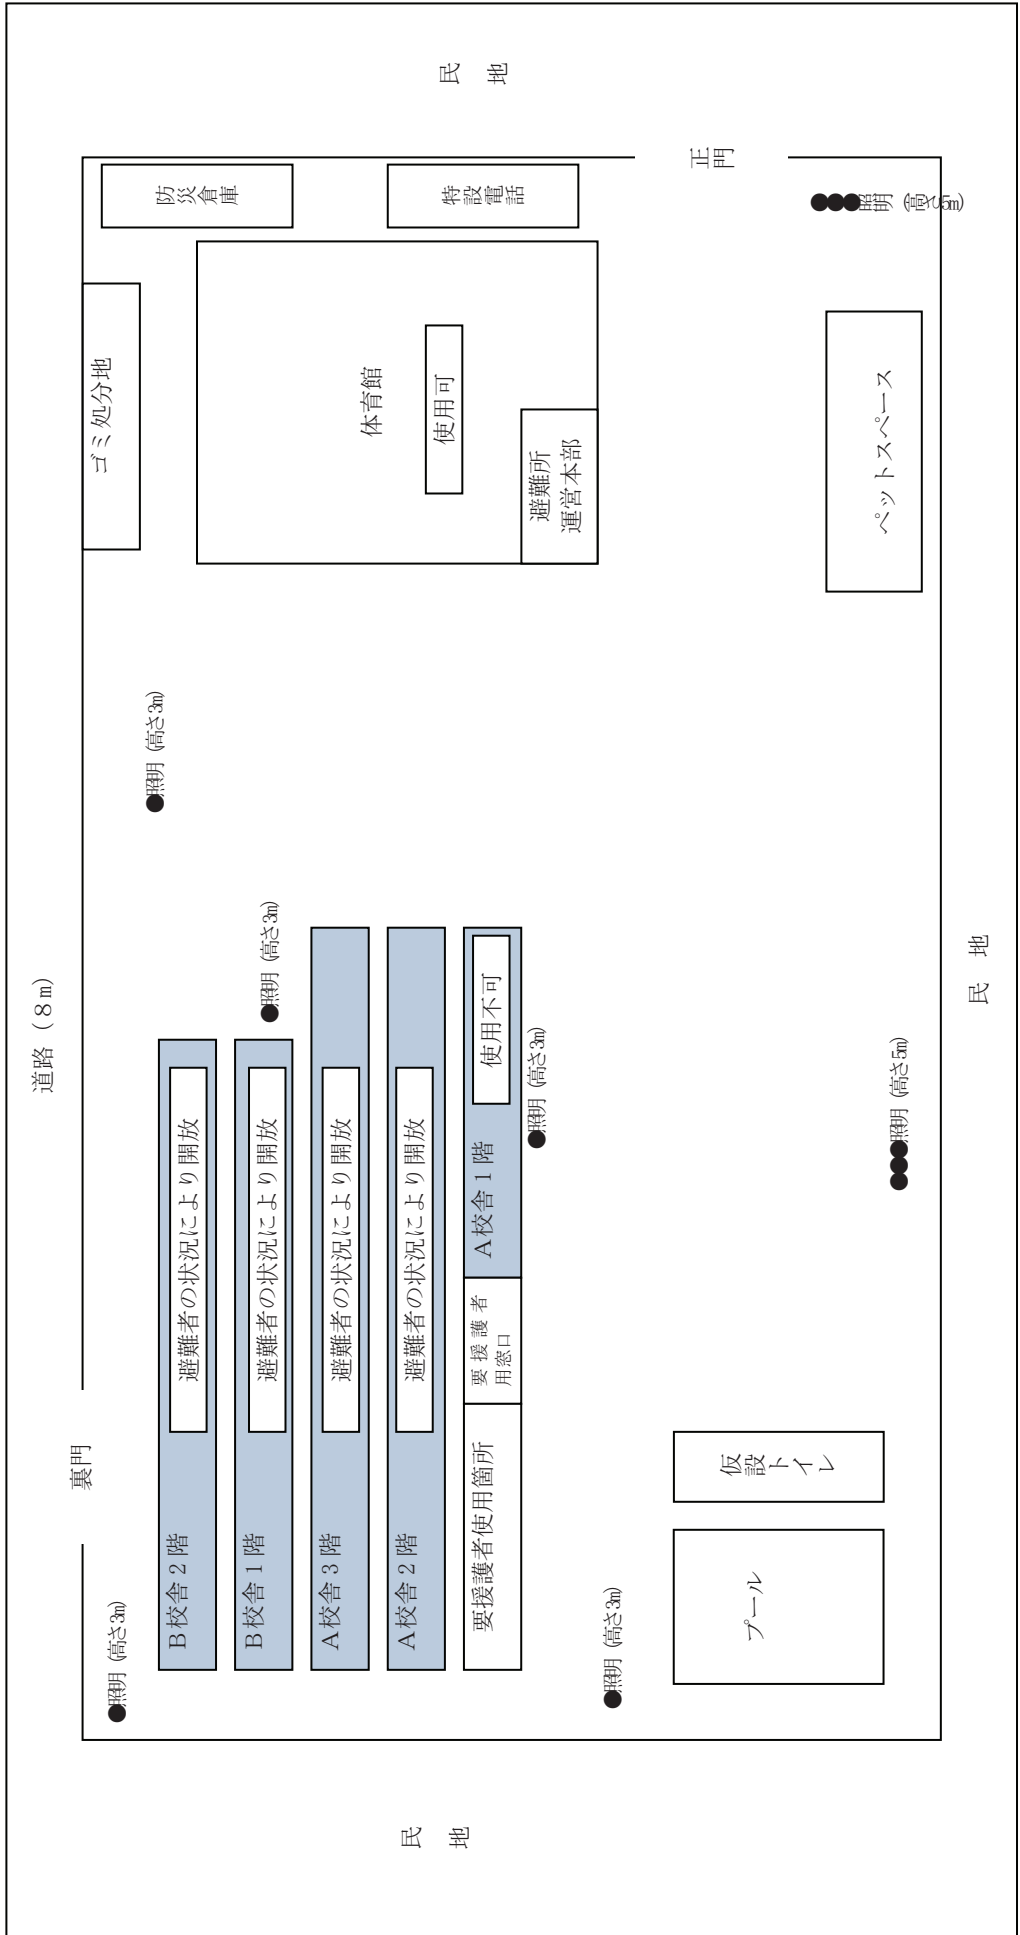 道路（８ｍ）
裏門
●照明（高さ3m）
Ｂ校舎２階
避難者の状況により開放
Ｂ校舎１階
避難者の状況により開放
●照明（高さ3m）
●照明（高さ3m）
Ａ校舎３階
避難者の状況により開放
Ａ校舎２階
避難者の状況により開放
要援護者使用箇所
要援護者
用窓口
Ａ校舎１階
使用不可
●照明（高さ3m）
●照明（高さ3m）
ゴミ処分地
防災倉庫
特設電話
体育館
使用可
避難所
運営本部
正門
●●●照明（高さ5m）
ペットスペース
プール
仮設トイレ
●●●照明（高さ5m）
民　地
民　地
民　地